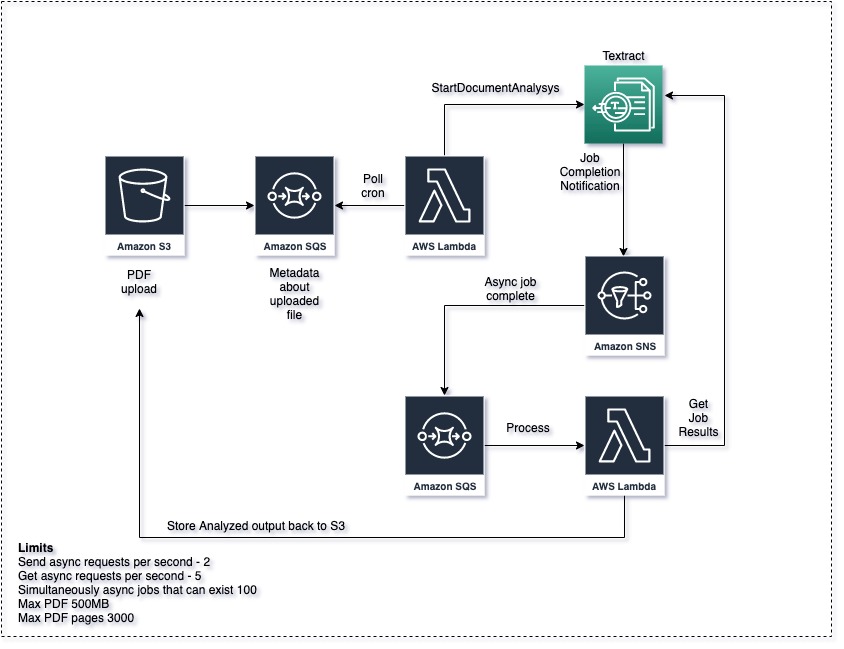 Textract
StartDocumentAnalysys
Poll
cron
Job
Completion
Notification
Amazon S3
Amazon SQS
AWS Lambda
PDF
upload
Metadata
about
uploaded
file
Async job
complete
Amazon SNS
Process
Get
Job
Results
Amazon SQS
AWS Lambda
Store Analyzed output back to S3
Limits
Send async requests per second - 2
Get async requests per second - 5
Simultaneously async jobs that can exist 100
Max PDF 500MB
Max PDF pages 3000